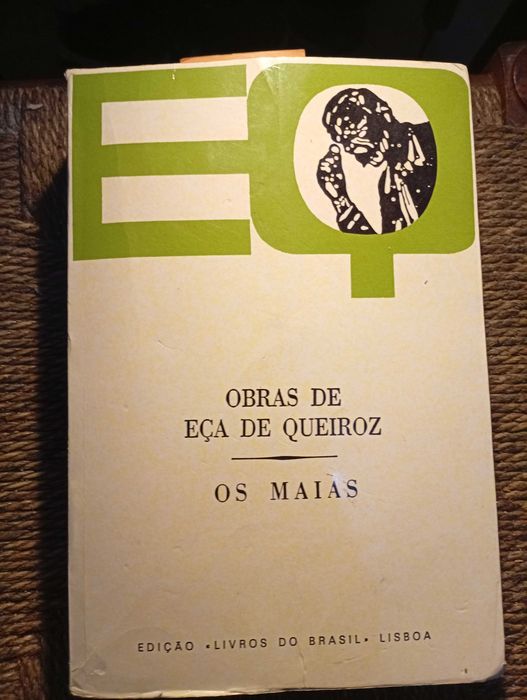 EQ
OBRAS DE
EÇA DE QUEIROZ
OS MAIAS
EDIÇÃO «LIVROS DO BRASIL» LISBOA